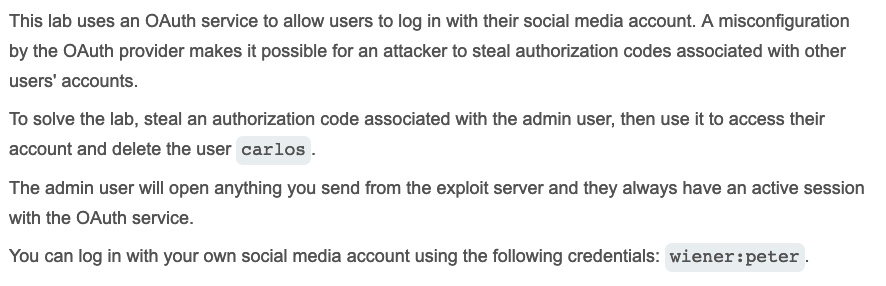 This lab uses an OAuth service to allow users to log in with their social media account. A misconfiguration
by the OAuth provider makes it possible for an attacker to steal authorization codes associated with other
users' accounts.
To solve the lab, steal an authorization code associated with the admin user, then use it to access their
account and delete the user carlos.
The admin user will open anything you send from the exploit server and they always have an active session
with the OAuth service.
You can log in with your own social media account using the following credentials: wiener:peter.